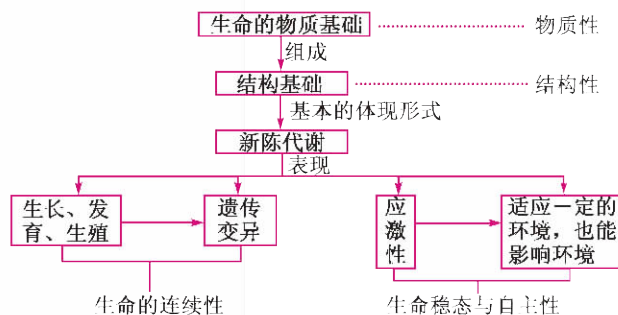 生命的物质基础 物质性
组成
结构基础 结构性
基本的体现形式
新陈代谢
表现
生长、发
育、生殖
遗传
变异
应
激
性
适应一定的
环境，也能
影响环境
生命的连续性
生命稳态与自主性